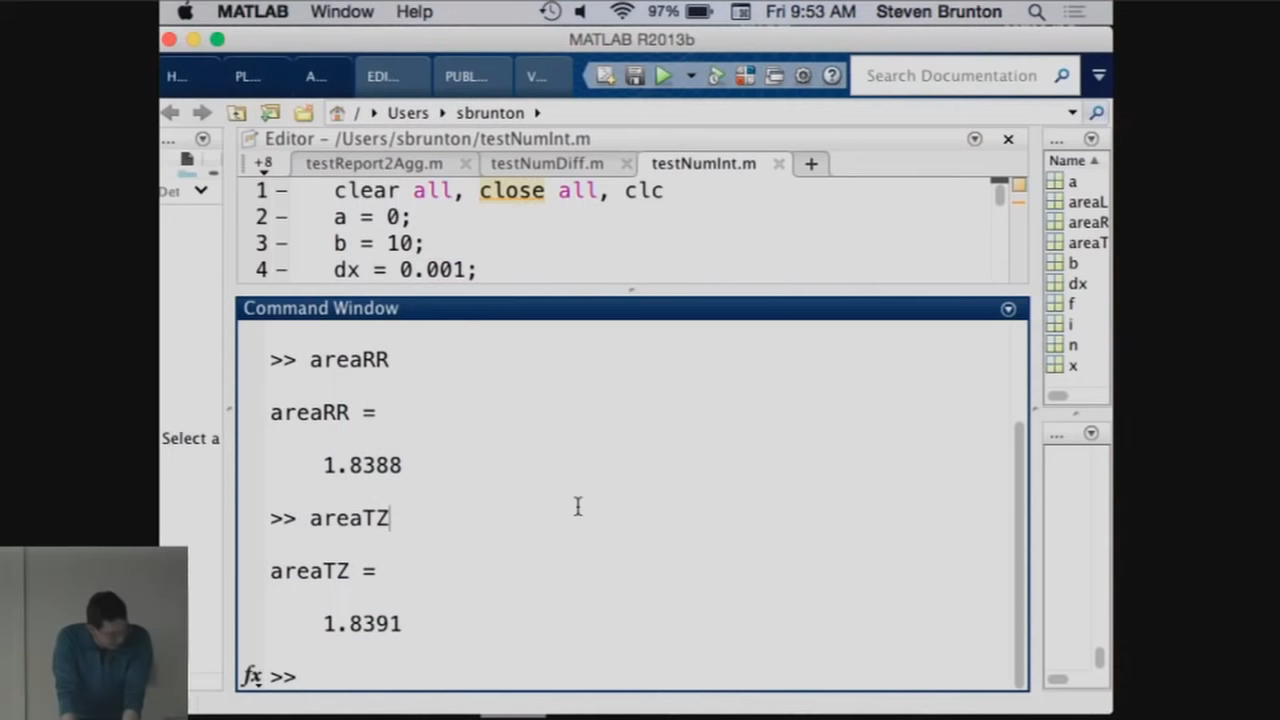 MATLAB Window Help 97% Fri 9:53 AM Steven Brunton
MATLAB R2013b
H... PL... A... EDI... PUBL... V... Search Documentation
/ Users sbrunton
... Editor - /Users/sbrunton/testNumInt.m ...
+8 testReport2Agg.m testNumDiff.m testNumInt.m + Name
Det
1 - clear all, close all, clc
2 - a = 0;
3 - b = 10;
4 - dx = 0.001;
a
areaL
areaR
areaT
b
dx
f
i
n
x
Command Window
>> areaRR
areaRR =
1.8388
Select a
...
>> areaTZ
areaTZ =
1.8391
fx >>